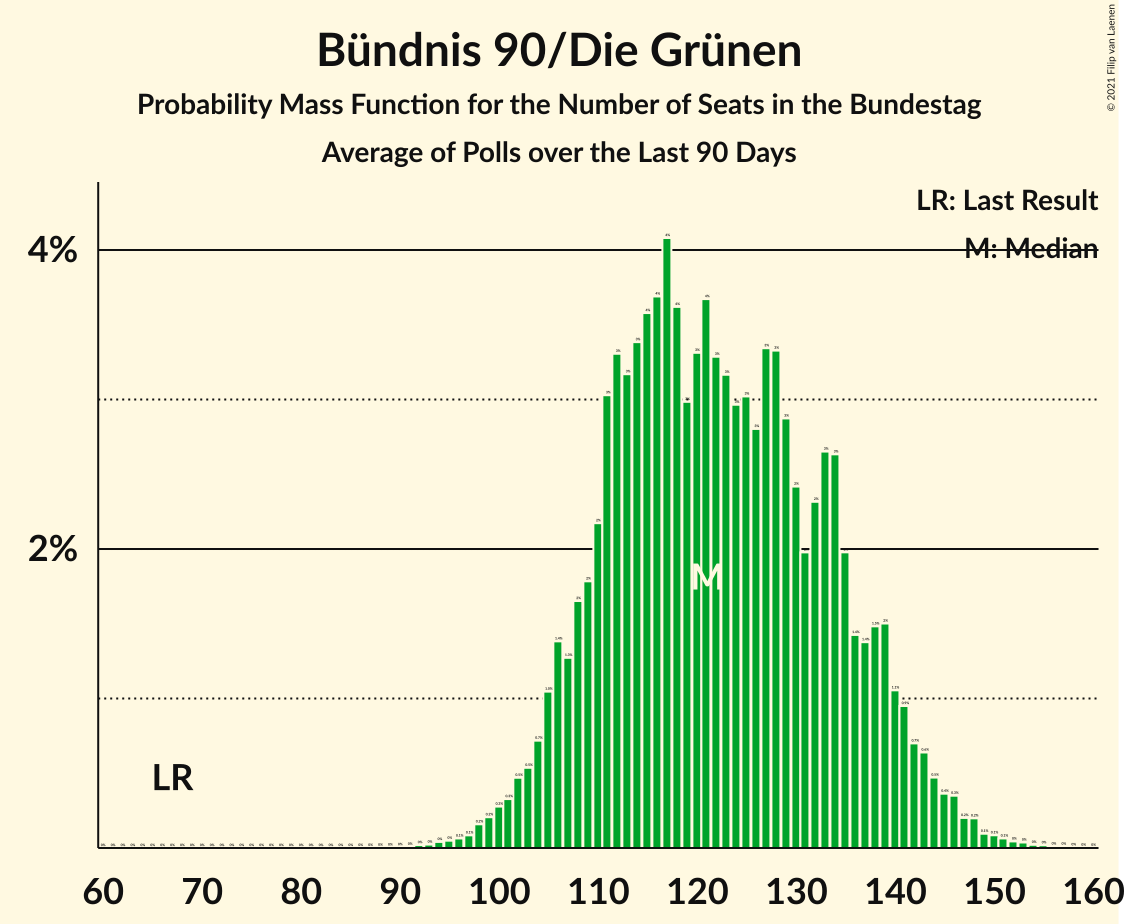 Bündnis 90/Die Grünen
Probability Mass Function for the Number of Seats in the Bundestag
Average of Polls over the Last 90 Days
© 2021 Filip van Laenen
LR: Last Result
M: Median
4%
2%
M
LR
60 70 80 90 100 110 120 130 140 150 160